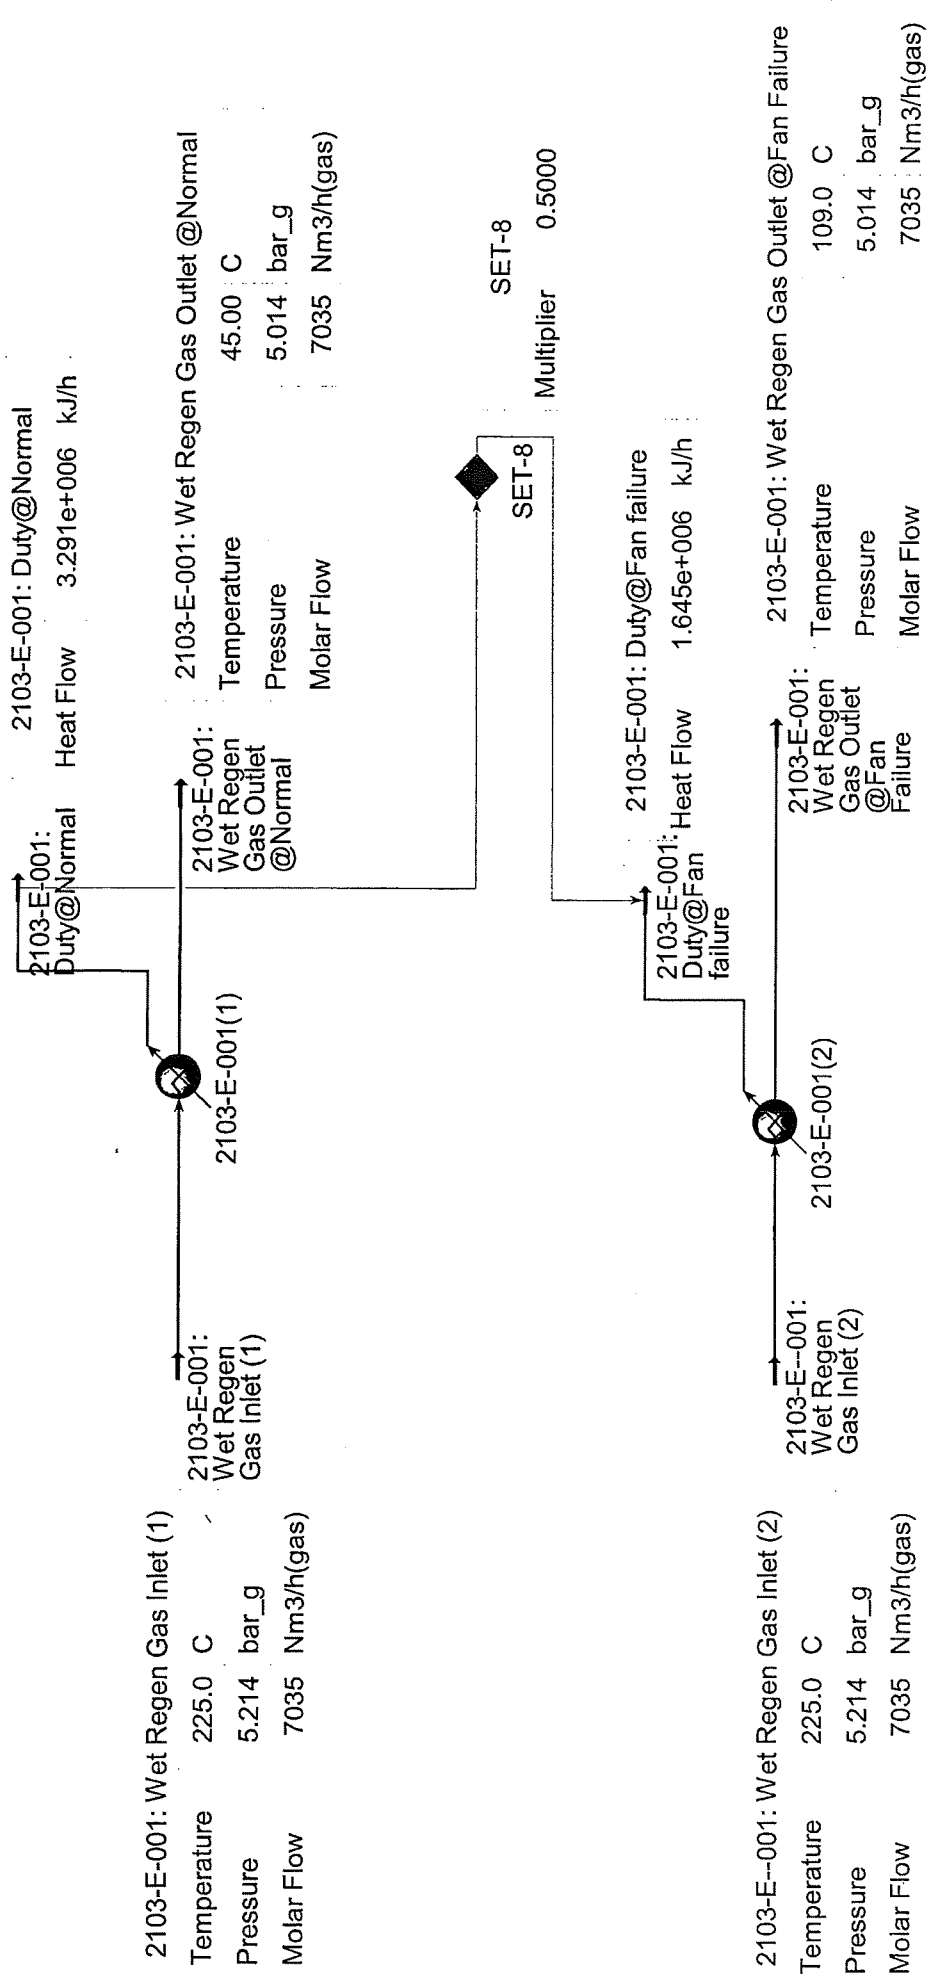 2103-E-001: Duty@Normal
Heat Flow 3.291e+006 kJ/h
2103-E-001:
Duty@Normal
2103-E-001: Wet Regen Gas Inlet (1)
Temperature 225.0 C
Pressure 5.214 bar_g
Molar Flow 7035 Nm3/h(gas)
2103-E-001:
Wet Regen
Gas Inlet (1)
2103-E-001(1)
2103-E-001:
Wet Regen
Gas Outlet
@Normal
2103-E-001: Wet Regen Gas Outlet @Normal
Temperature 45.00 C
Pressure 5.014 bar_g
Molar Flow 7035 Nm3/h(gas)
SET-8
SET-8
Multiplier 0.5000
2103-E-001: Duty@Fan failure
Heat Flow 1.645e+006 kJ/h
2103-E-001:
Duty@Fan
failure
2103-E--001: Wet Regen Gas Inlet (2)
Temperature 225.0 C
Pressure 5.214 bar_g
Molar Flow 7035 Nm3/h(gas)
2103-E--001:
Wet Regen
Gas Inlet (2)
2103-E-001(2)
2103-E-001:
Wet Regen
Gas Outlet
@Fan
Failure
2103-E-001: Wet Regen Gas Outlet @Fan Failure
Temperature 109.0 C
Pressure 5.014 bar_g
Molar Flow 7035 Nm3/h(gas)